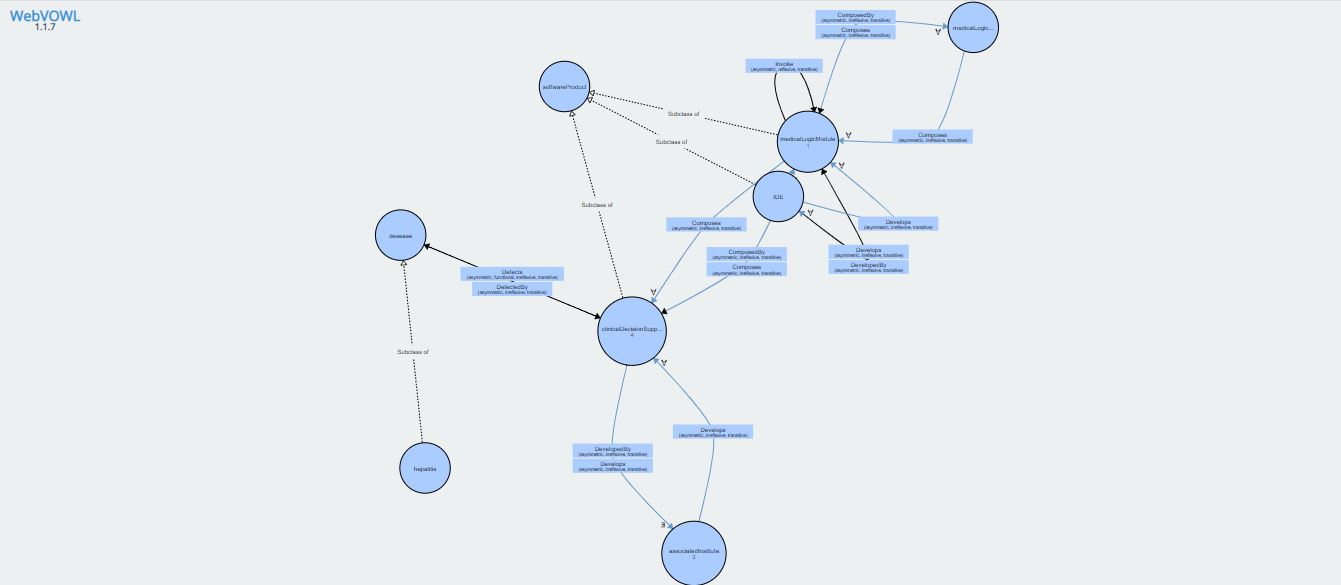 WebVOWL
1.1.7
ComposedBy
(asymmetric, irreflexive, transitive)
Composes
(asymmetric, irreflexive, transitive)
∀
medicalLogic...
Invoke
(asymmetric, reflexive, transitive)
softwareProduct
Subclass of
Subclass of
medicalLogicModule
1
∀
Composes
(asymmetric, irreflexive, transitive)
∀
IDE
∀
Subclass of
Composes
(asymmetric, irreflexive, transitive)
Develops
(asymmetric, irreflexive, transitive)
desease
ComposedBy
(asymmetric, irreflexive, transitive)
Composes
(asymmetric, irreflexive, transitive)
Develops
(asymmetric, irreflexive, transitive)
DevelopedBy
(asymmetric, irreflexive, transitive)
Detects
(asymmetric, functional, irreflexive, transitive)
DetectedBy
(asymmetric, irreflexive, transitive)
∀
clinicalDecisionSupp...
4
Subclass of
∀
Develops
(asymmetric, irreflexive, transitive)
DevelopedBy
(asymmetric, irreflexive, transitive)
Develops
(asymmetric, irreflexive, transitive)
hepatitis
∃
associatedInstitute
2